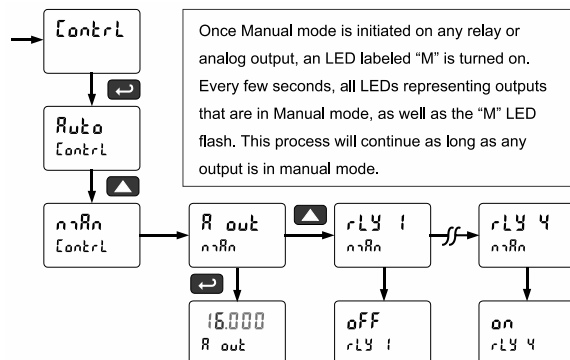 Contrl
Once Manual mode is initiated on any relay or
analog output, an LED labeled “M” is turned on.
Every few seconds, all LEDs representing outputs
that are in Manual mode, as well as the “M” LED
flash. This process will continue as long as any
output is in manual mode.
Auto
Contrl
mAn
Contrl
A out
mAn
rLY 1
mAn
rLY 4
mAn
16.000
A out
oFF
rLY 1
on
rLY 4